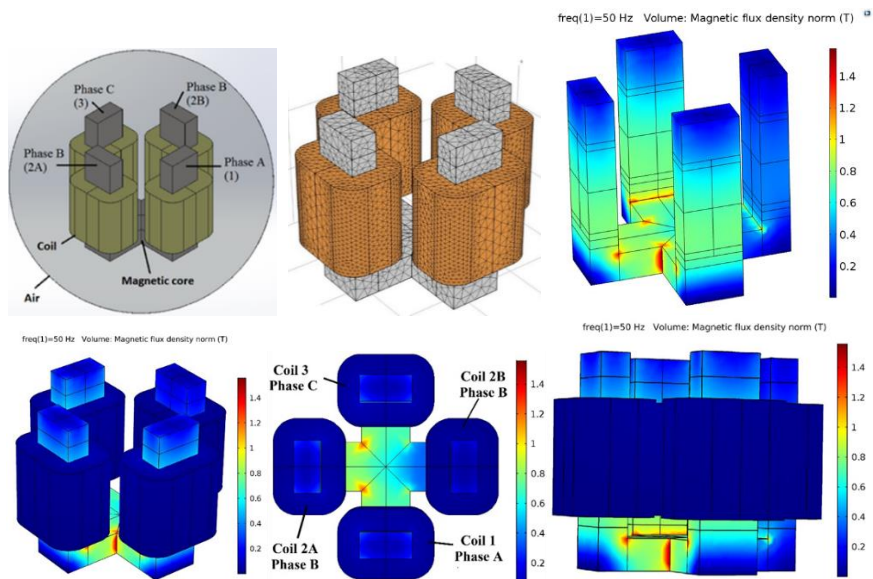 Phase C
(3)
Phase B
(2B)
Phase B
(2A)
Phase A
(1)
Coil
Magnetic core
Air
freq(1)=50 Hz   Volume: Magnetic flux density norm (T)
1.4
1.2
1
0.8
0.6
0.4
0.2
freq(1)=50 Hz   Volume: Magnetic flux density norm (T)
1.4
1.2
1
0.8
0.6
0.4
0.2
Coil 3
Phase C
Coil 2B
Phase B
Coil 2A
Phase B
Coil 1
Phase A
1.4
1.2
1
0.8
0.6
0.4
0.2
freq(1)=50 Hz   Volume: Magnetic flux density norm (T)
1.4
1.2
1
0.8
0.6
0.4
0.2
0